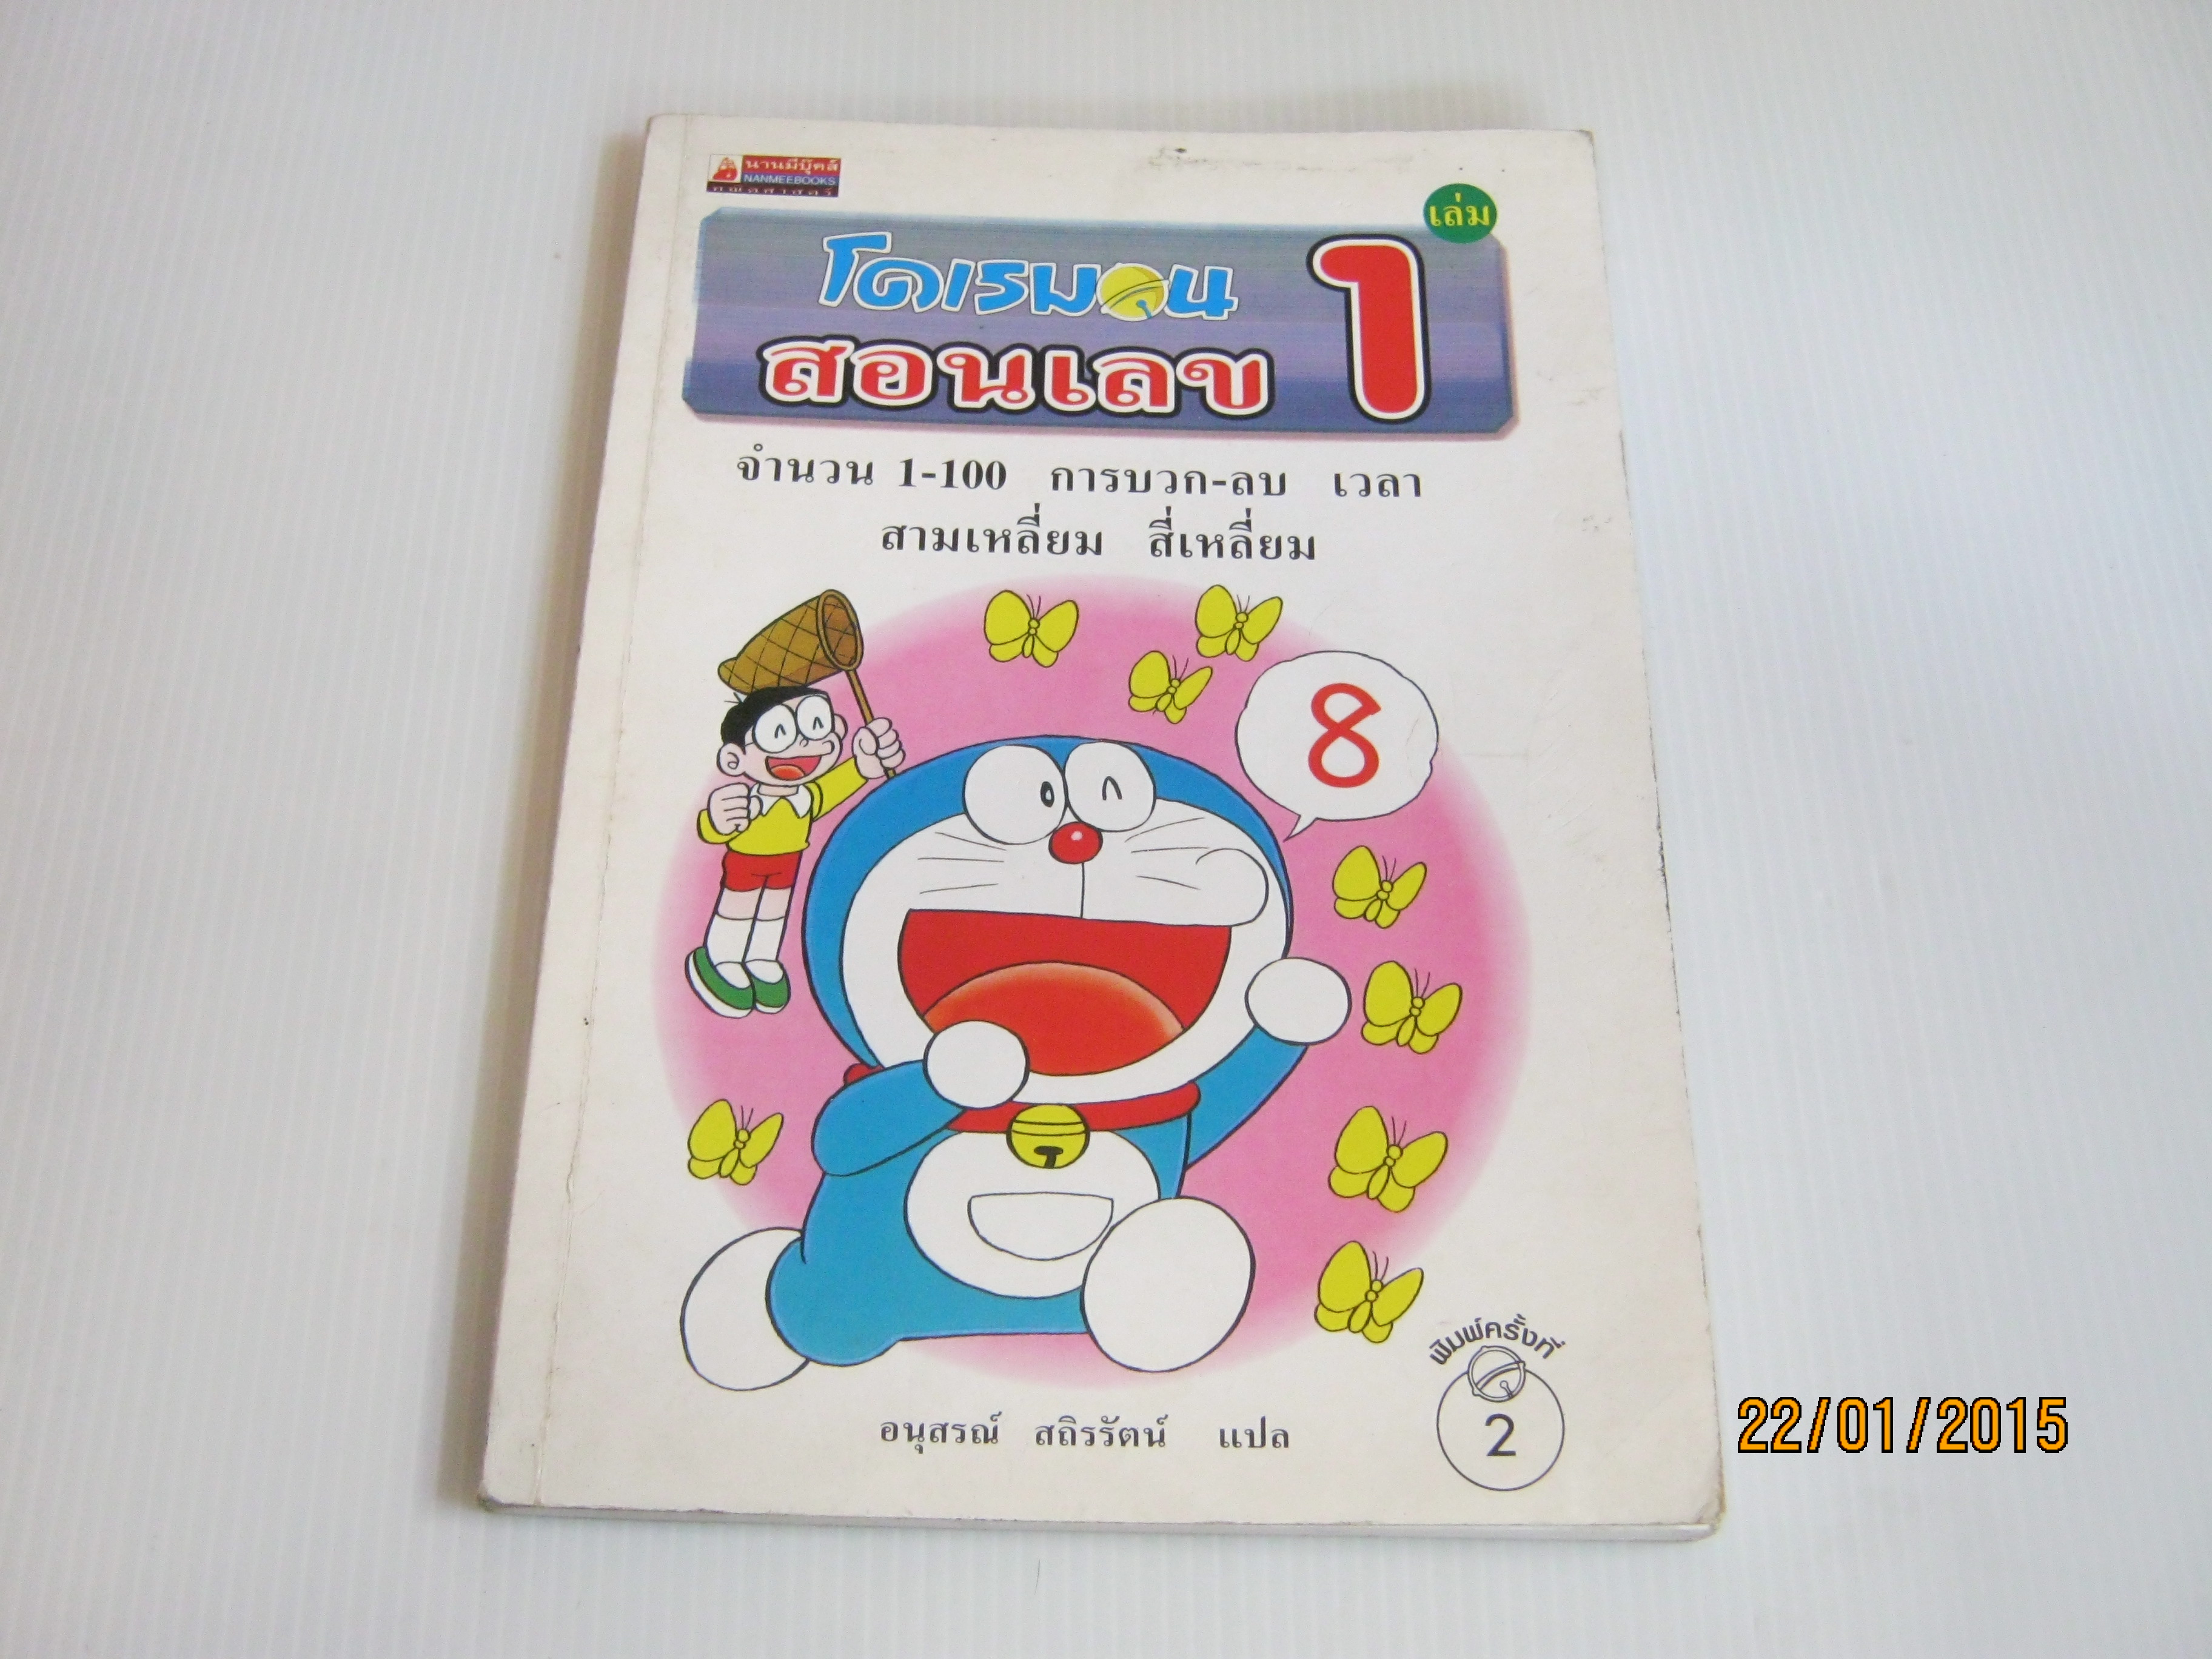 นานมีบุ๊คส์
NANMEEBOOKS
เล่ม
โดเรมอน
สอนเลข 1
จำนวน 1-100 การบวก-ลบ เวลา
สามเหลี่ยม สี่เหลี่ยม
8
พิมพ์ครั้งที่
2
อนุสรณ์ สถิรรัตน์ แปล
22/01/2015